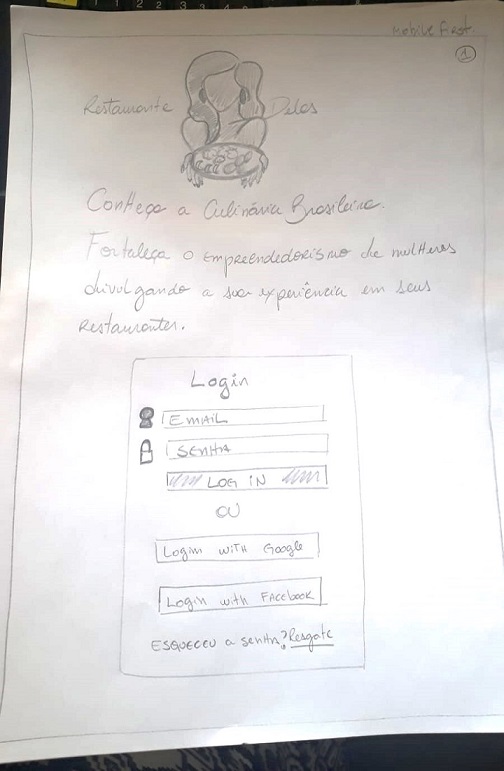 Mobile First
1
Restaurante Delas
Conheça a Culinária Brasileira.
Fortaleça o empreendedorismo de mulheres
divulgando a sua experiência em seus
restaurantes.
Login
EMAIL
SENHA
LOG IN
OU
Login with Google
Login with Facebook
ESQUECEU a senha? Resgate